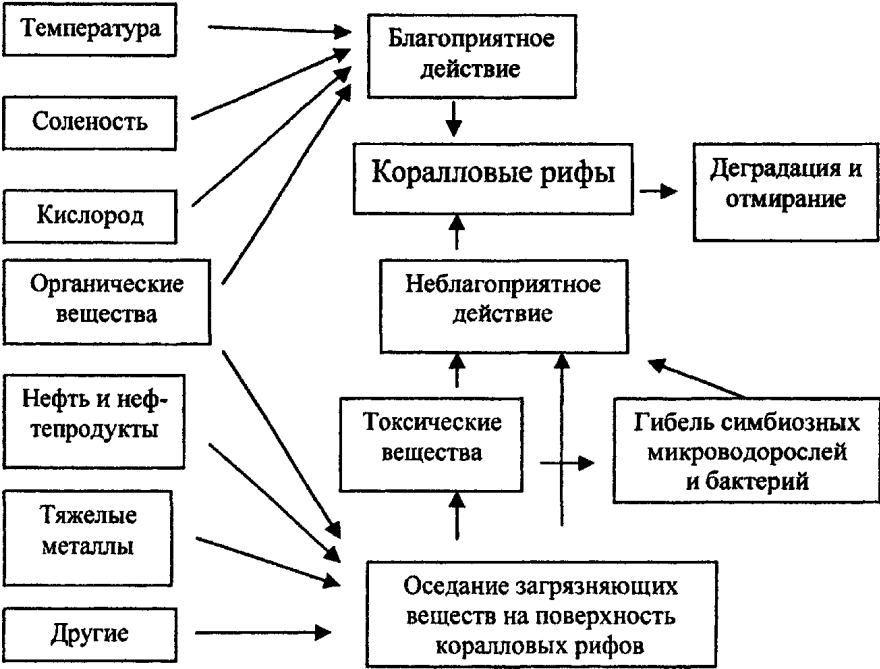 Температура
Соленость
Кислород
Органические
вещества
Нефть и неф-
тепродукты
Тяжелые
металлы
Другие
Благоприятное
действие
Коралловые рифы
Деградация и
отмирание
Неблагоприятное
действие
Токсические
вещества
Гибель симбиозных
микроводорослей
и бактерий
Оседание загрязняющих
веществ на поверхность
коралловых рифов